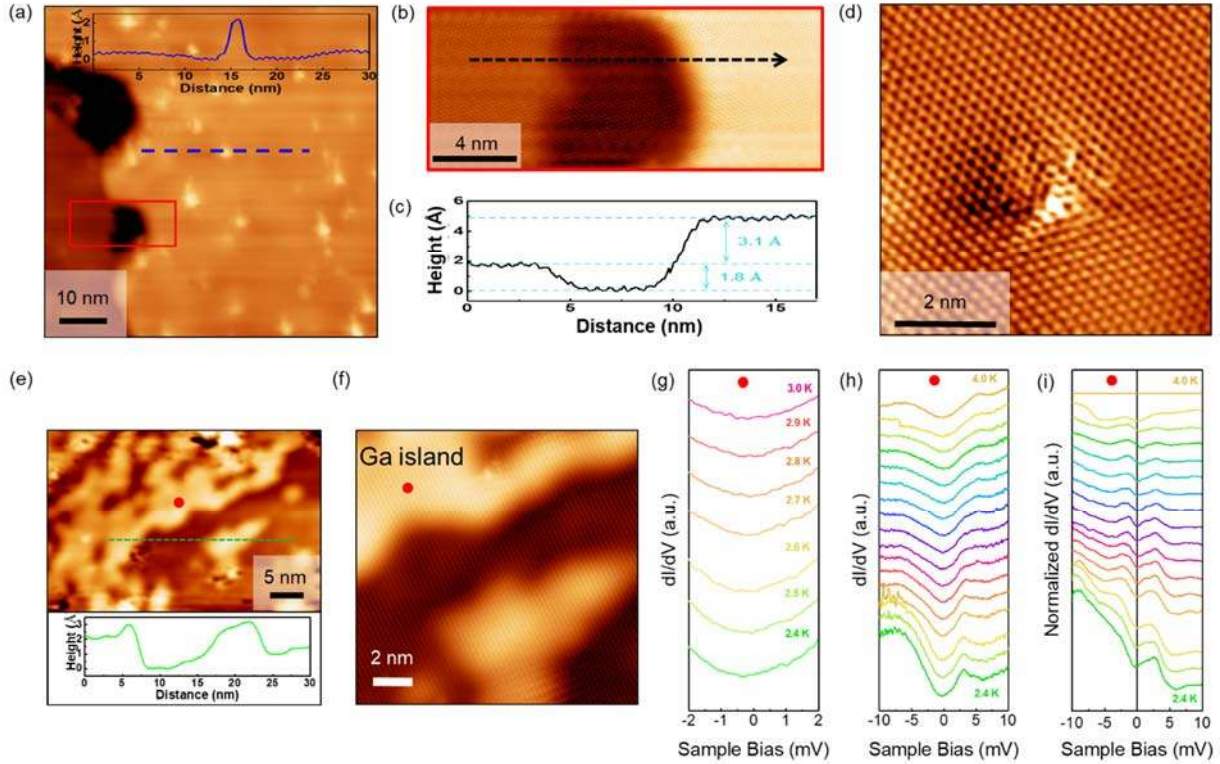 (a)
Height (Å)
2
1
0
5
10
15
20
25
30
Distance (nm)
10 nm
(b)
4 nm
(c)
Height (Å)
6
4
2
0
3.1 A
1.8 A
0
5
10
15
Distance (nm)
(d)
2 nm
(e)
5 nm
Height (Å)
3
2
1
0
0
5
10
15
20
25
30
Distance (nm)
(f)
Ga island
2 nm
(g)
dI/dV (a.u.)
3.0 K
2.9 K
2.8 K
2.7 K
2.6 K
2.5 K
2.4 K
-2
-1
0
1
2
Sample Bias (mV)
(h)
dI/dV (a.u.)
4.0 K
2.4 K
-10
-5
0
5
10
Sample Bias (mV)
(i)
Normalized dI/dV (a.u.)
4.0 K
2.4 K
-10
-5
0
5
10
Sample Bias (mV)